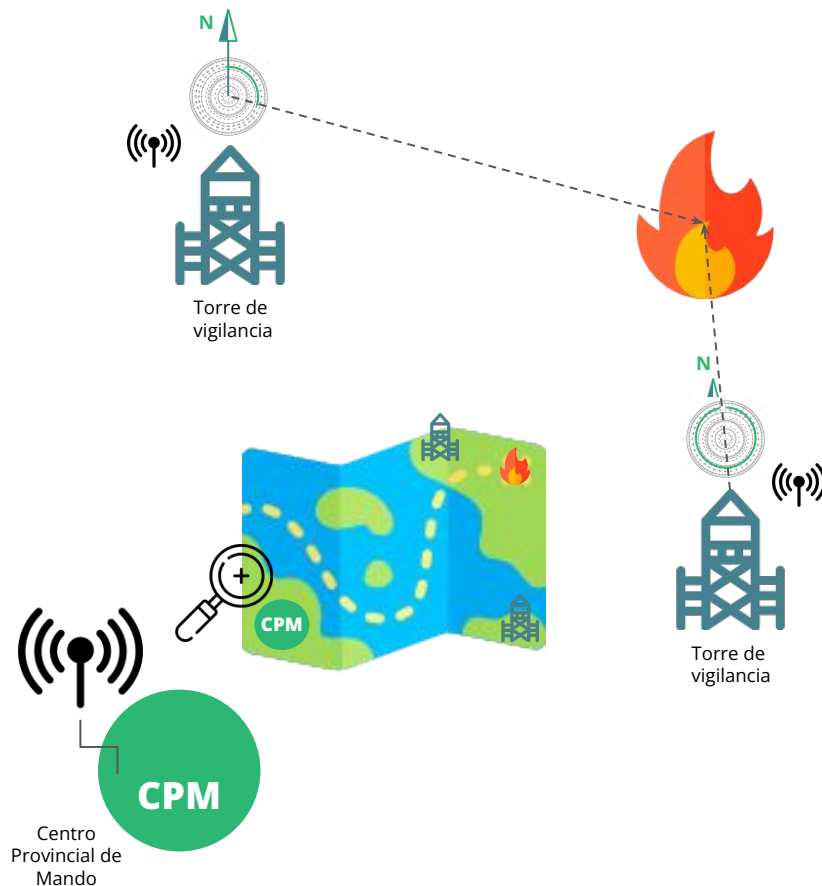 N
Torre de
vigilancia
N
CPM
Torre de
vigilancia
CPM
Centro
Provincial de
Mando